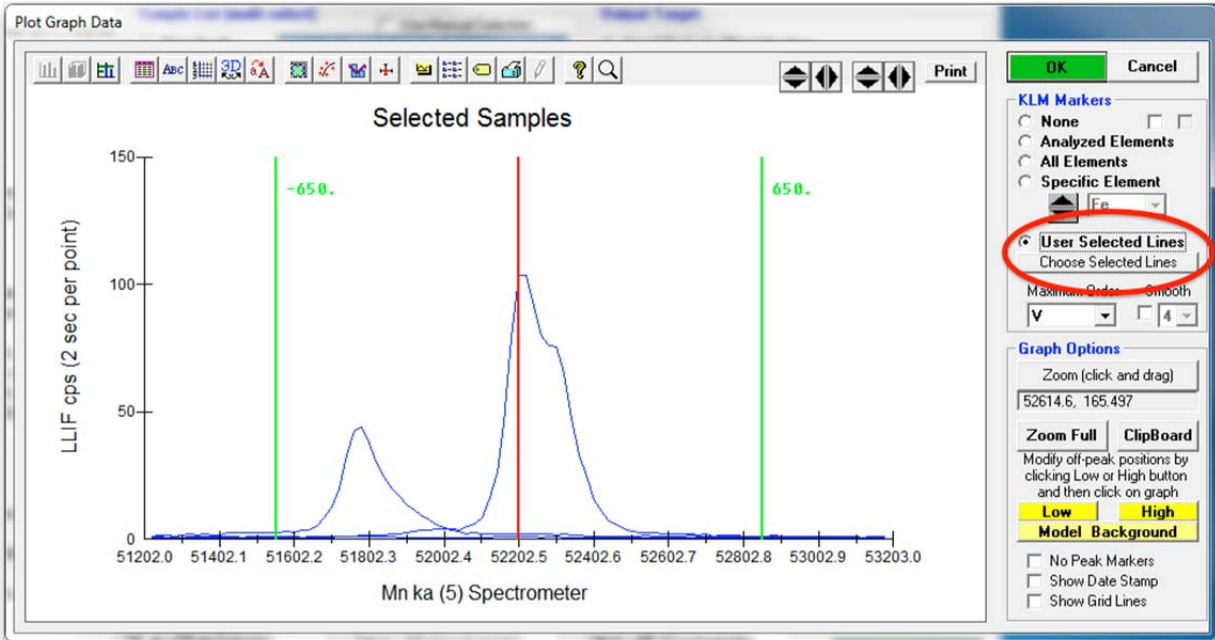 Plot Graph Data
ABC
3D
aA
?
Print
Selected Samples
150
-650.
650.
100
50
0
LLIF cps (2 sec per point)
51202.0 51402.1 51602.2 51802.3 52002.4 52202.5 52402.6 52602.7 52802.8 53002.9 53203.0
Mn ka (5) Spectrometer
OK Cancel
KLM Markers
None
Analyzed Elements
All Elements
Specific Element
Fe
User Selected Lines
Choose Selected Lines
Maximum Order Smooth
V 4
Graph Options
Zoom (click and drag)
52614.6, 165.497
Zoom Full ClipBoard
Modify off-peak positions by
clicking Low or High button
and then click on graph
Low High
Model Background
No Peak Markers
Show Date Stamp
Show Grid Lines